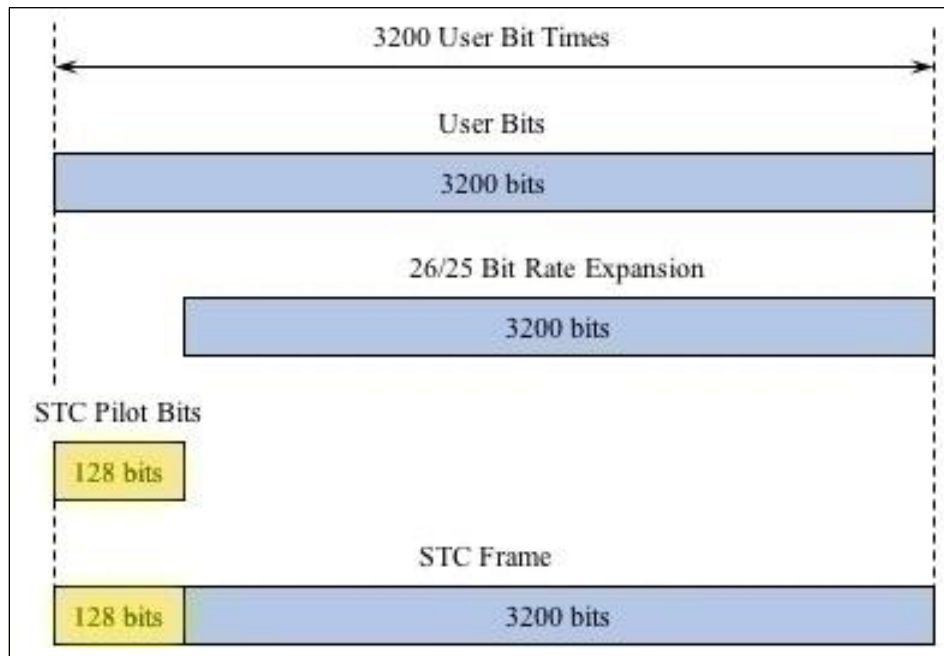 3200 User Bit Times
User Bits
3200 bits
26/25 Bit Rate Expansion
3200 bits
STC Pilot Bits
128 bits
STC Frame
128 bits
3200 bits